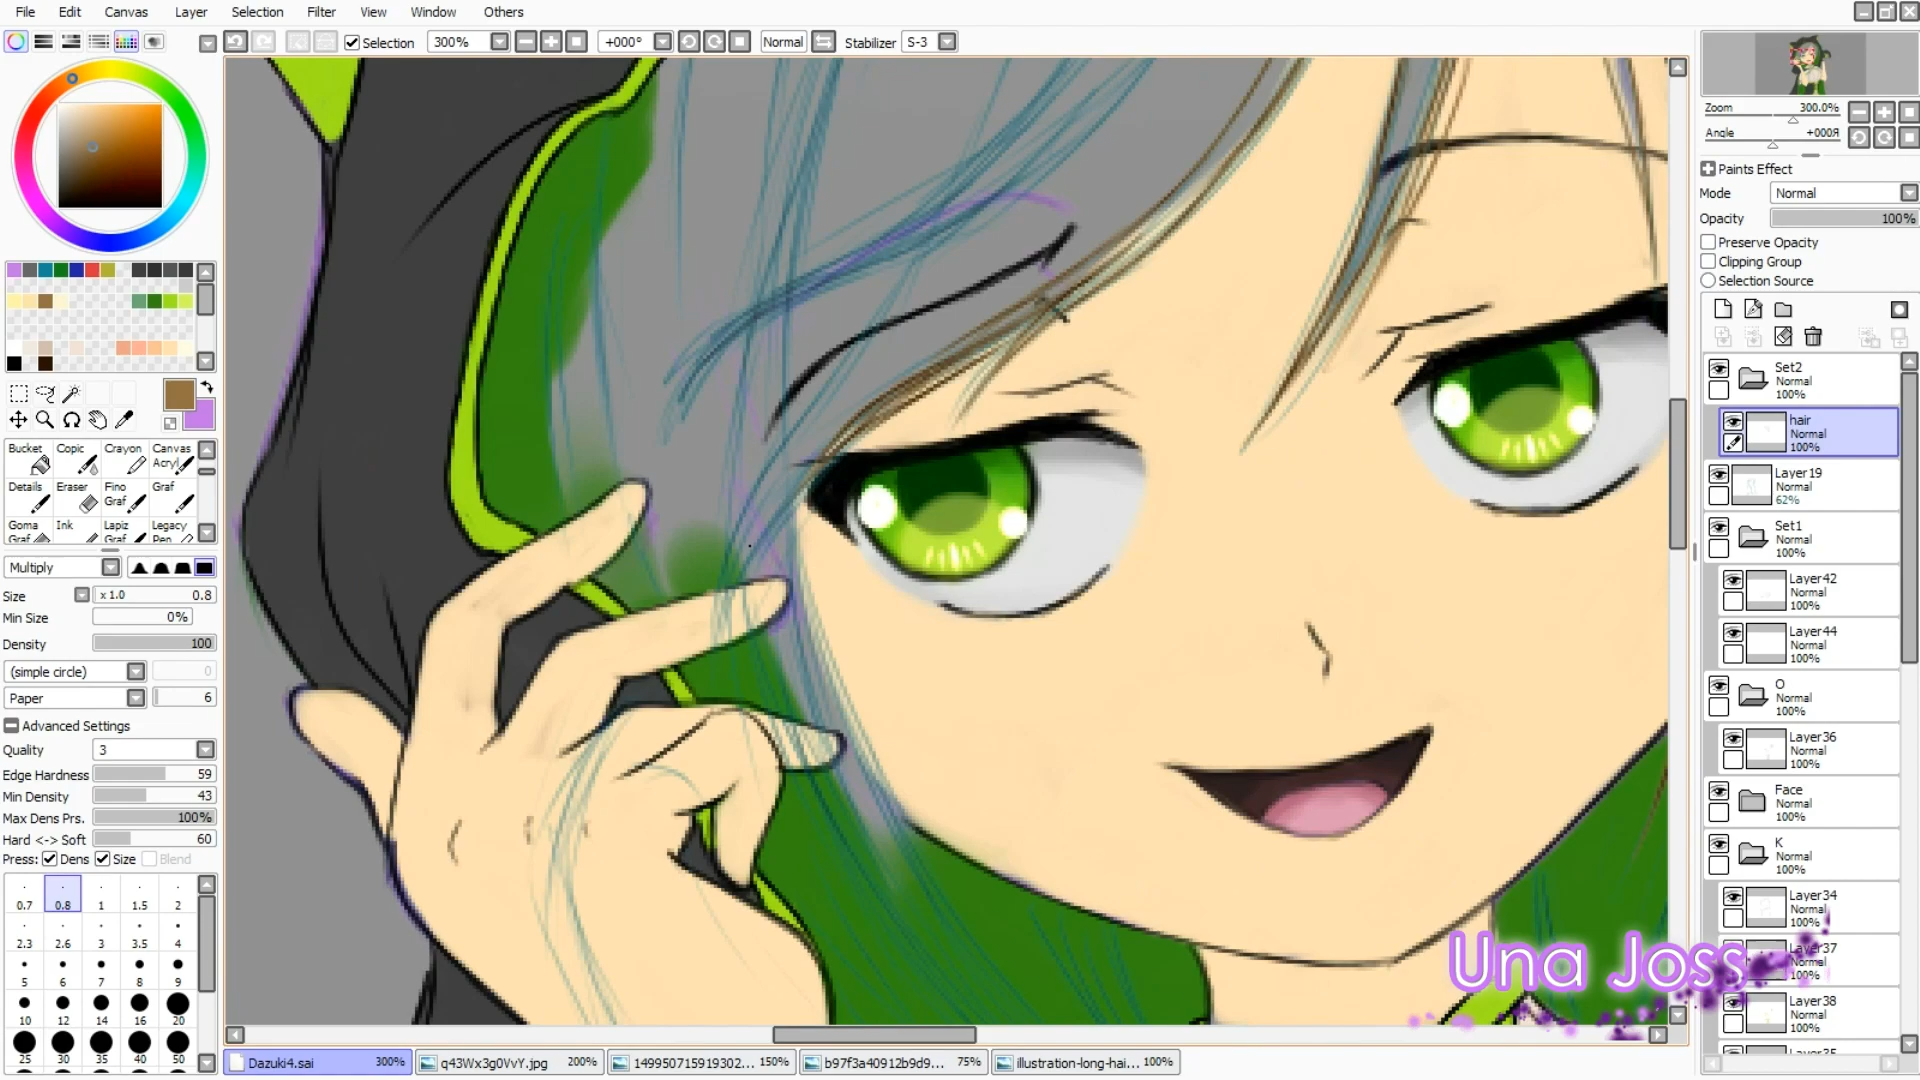 File Edit Canvas Layer Selection Filter View Window Others
Selection 300% +000° Normal Stabilizer S-3
Zoom 300.0%
Angle +000Я
Paints Effect
Mode Normal
Opacity 100%
Preserve Opacity
Clipping Group
Selection Source
Bucket Copic Crayon Canvas Acryl
Details Eraser Fino Graf Graf
Goma Graf Ink Lapiz Graf Legacy Pen
Multiply
Size x 1.0 0.8
Min Size 0%
Density 100
(simple circle) 0
Paper 6
Advanced Settings
Quality 3
Edge Hardness 59
Min Density 43
Max Dens Prs. 100%
Hard <-> Soft 60
Press: Dens Size Blend
0.7 0.8 1 1.5 2
2.3 2.6 3 3.5 4
5 6 7 8 9
10 12 14 16 20
25 30 35 40 50
Set2
Normal
100%
hair
Normal
100%
Layer19
Normal
62%
Set1
Normal
100%
Layer42
Normal
100%
Layer44
Normal
100%
O
Normal
100%
Layer36
Normal
100%
Face
Normal
100%
K
Normal
100%
Layer34
Normal
100%
Layer37
Normal
100%
Layer38
Normal
100%
Layer35
Una Joss
Dazuki4.sai 300% q43Wx3g0VvY.jpg 200% 149950715919302... 150% b97f3a40912b9d9... 75% illustration-long-hai... 100%